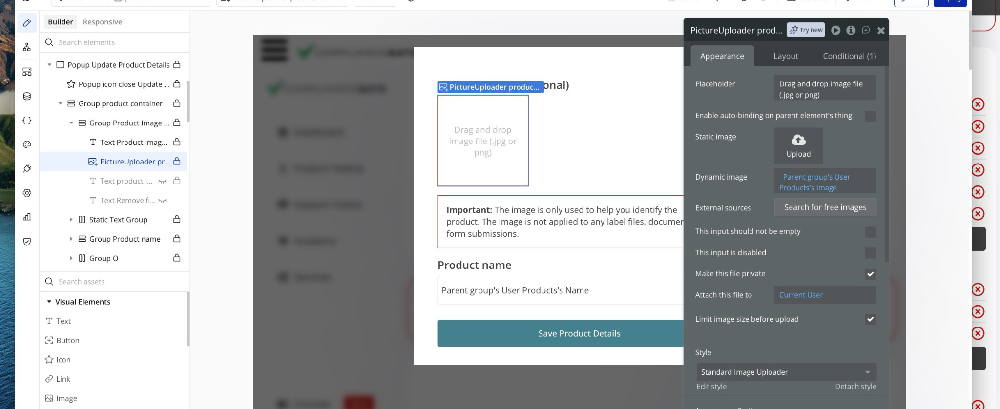 Builder
Responsive
Search elements
Popup Update Product Details
Popup icon close Update ...
Group product container
Group Product Image ...
Text Product imag...
PictureUploader pr...
Text product i...
Text Remove fi...
Static Text Group
Group Product name
Group O
Search assets
Visual Elements
Text
Button
Icon
Link
Image
PictureUploader produc...
onal)
Drag and drop
image file (.jpg or
png)
Important: The image is only used to help you identify the
product. The image is not applied to any label files, documen
form submissions.
Product name
Parent group's User Products's Name
Save Product Details
PictureUploader prod...
Try new
Appearance
Layout
Conditional (1)
Placeholder
Drag and drop image file
(.jpg or png)
Enable auto-binding on parent element's thing
Static image
Upload
Dynamic image
Parent group's User
Products's Image
External sources
Search for free images
This input should not be empty
This input is disabled
Make this file private
Attach this file to
Current User
Limit image size before upload
Style
Standard Image Uploader
Edit style
Detach style